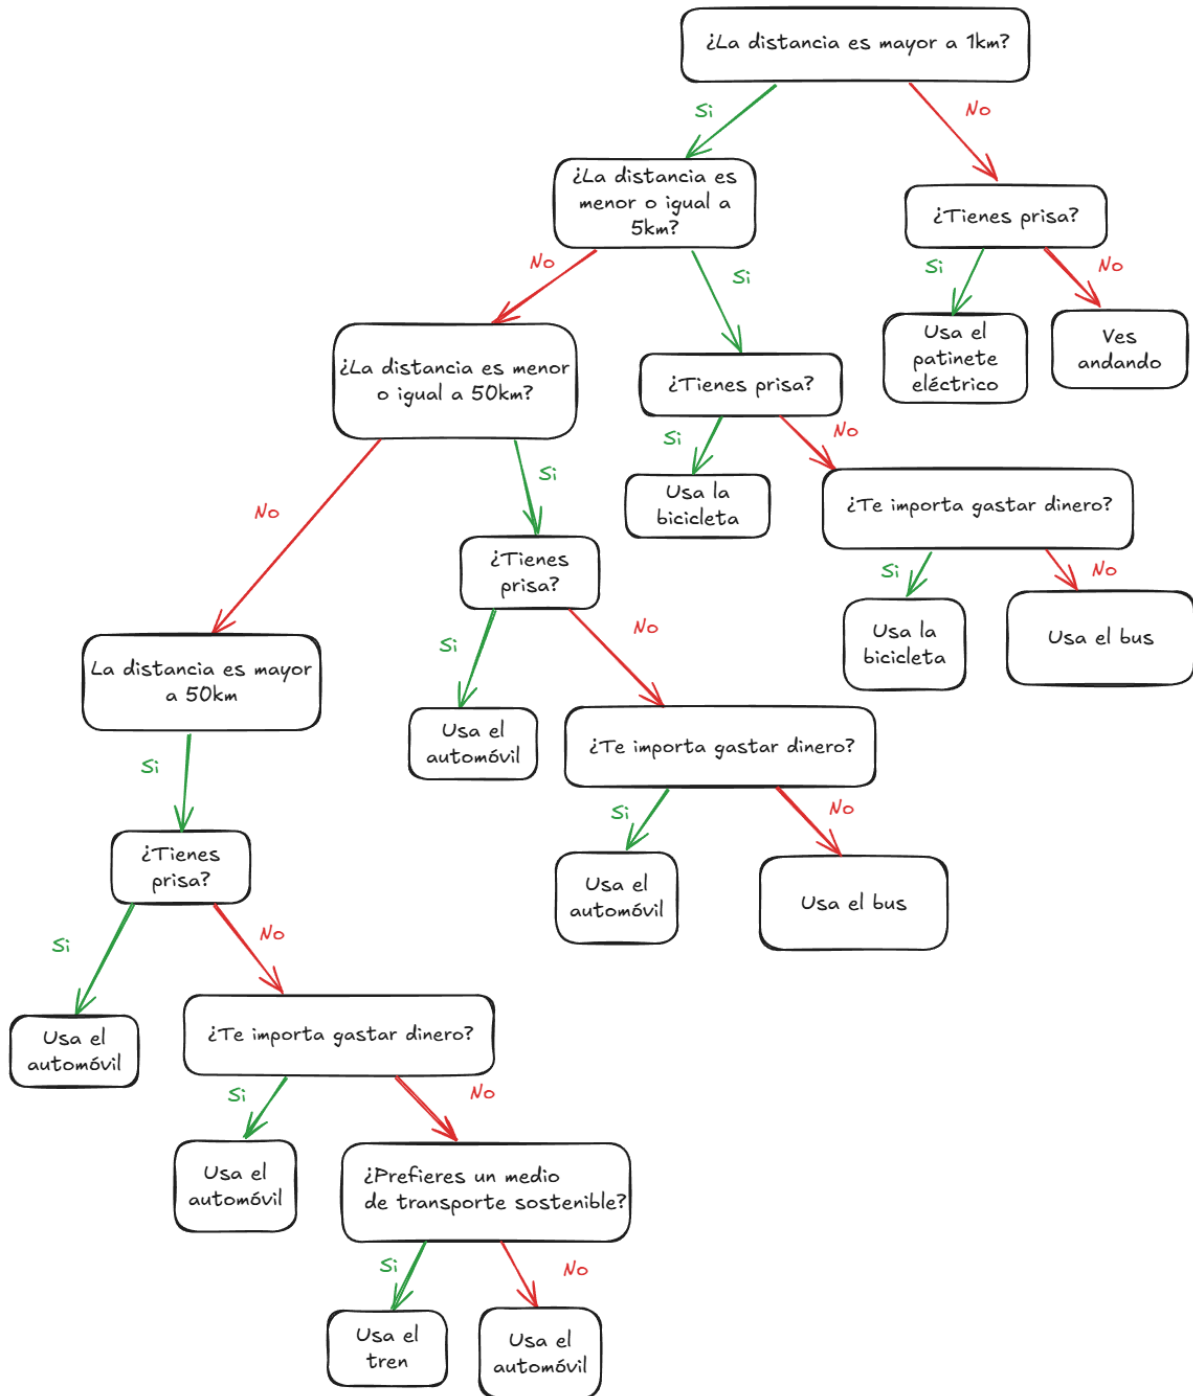 ¿La distancia es mayor a 1km?
Si
No
¿La distancia es
menor o igual a
5km?
¿Tienes prisa?
No
Si
Si
No
Usa el
patinete
eléctrico
Ves
andando
¿La distancia es menor
o igual a 50km?
¿Tienes prisa?
Si
No
No
Si
Usa la
bicicleta
¿Te importa gastar dinero?
¿Tienes
prisa?
Si
No
Usa la
bicicleta
Usa el bus
Si
No
La distancia es mayor
a 50km
Usa el
automóvil
¿Te importa gastar dinero?
Si
Si
No
¿Tienes
prisa?
Usa el
automóvil
Usa el bus
Si
No
Usa el
automóvil
¿Te importa gastar dinero?
Si
No
Usa el
automóvil
¿Prefieres un medio
de transporte sostenible?
Si
No
Usa el
tren
Usa el
automóvil